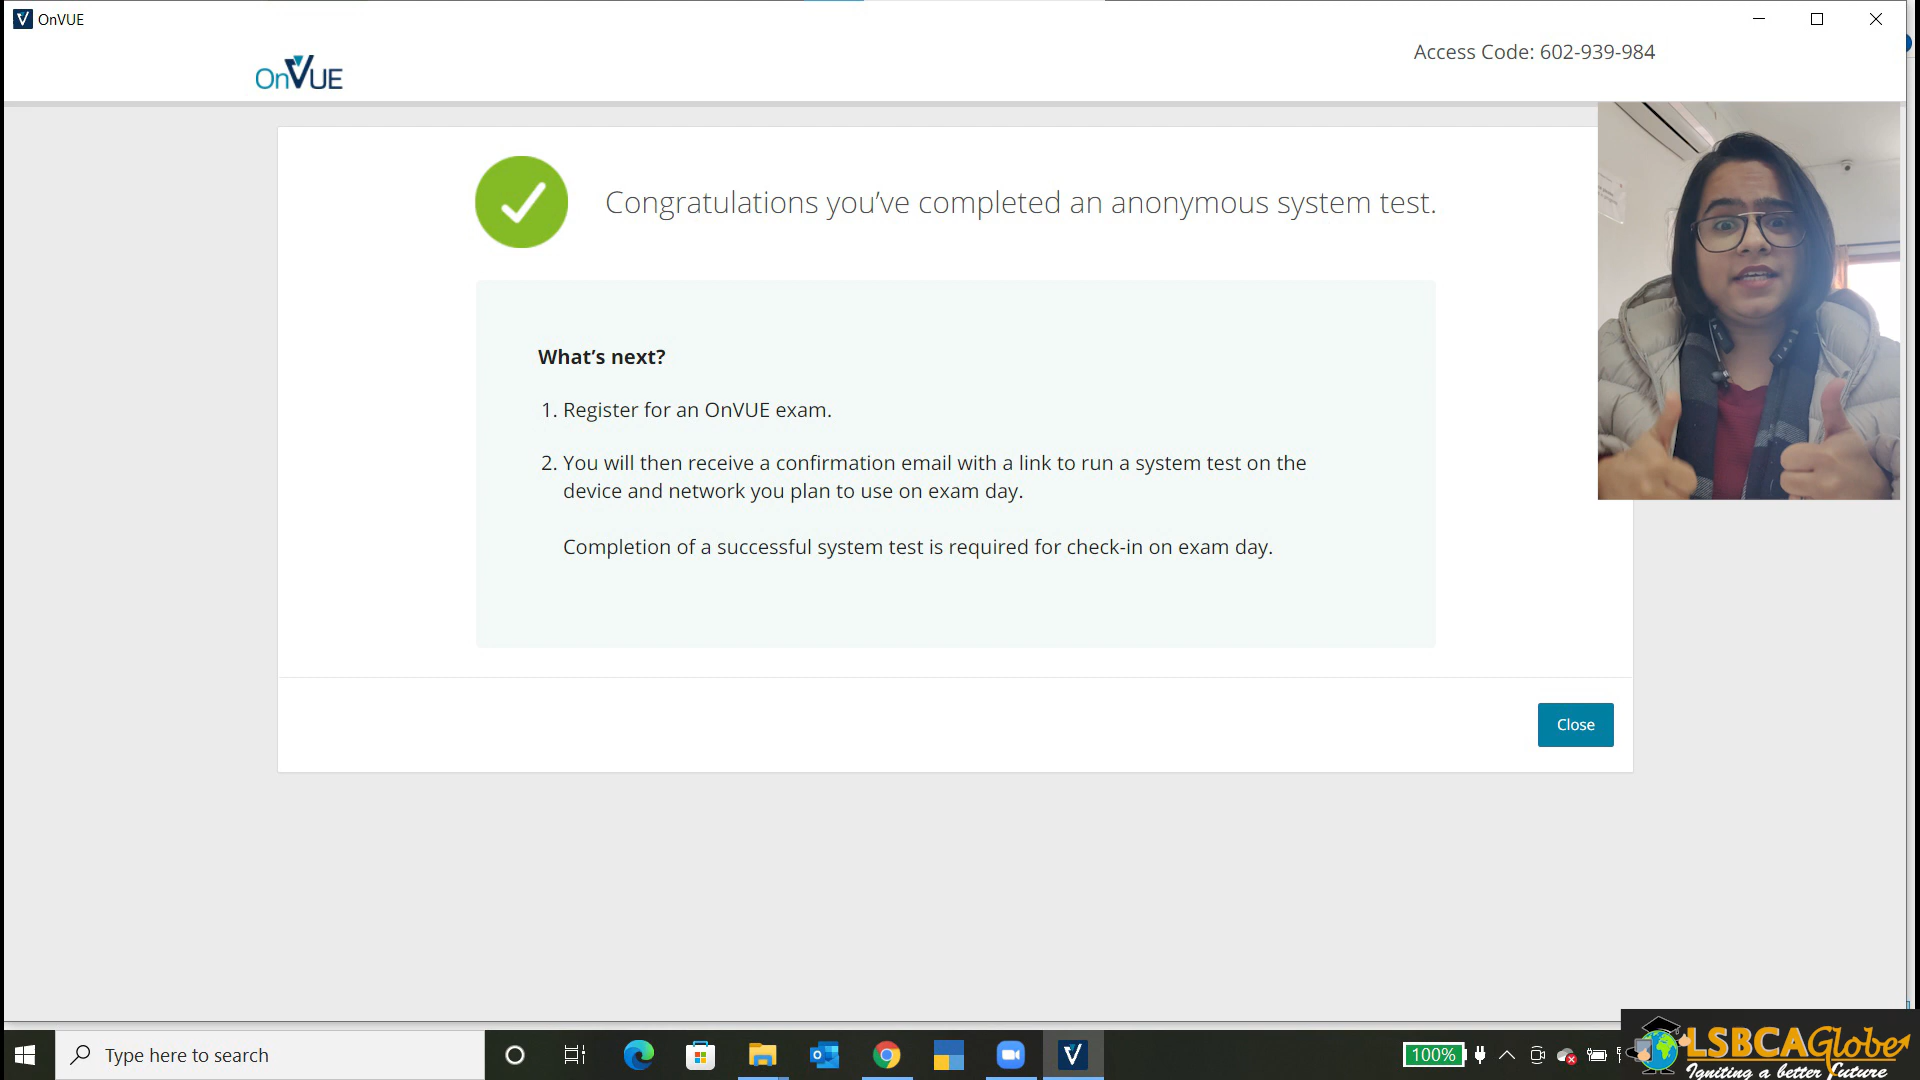 OnVUE
Access Code: 602-939-984
OnVUE
Congratulations you’ve completed an anonymous system test.
What’s next?
1. Register for an OnVUE exam.
2. You will then receive a confirmation email with a link to run a system test on the
device and network you plan to use on exam day.
Completion of a successful system test is required for check-in on exam day.
Close
Type here to search
100%
LSBCAGlobe
Igniting a better future